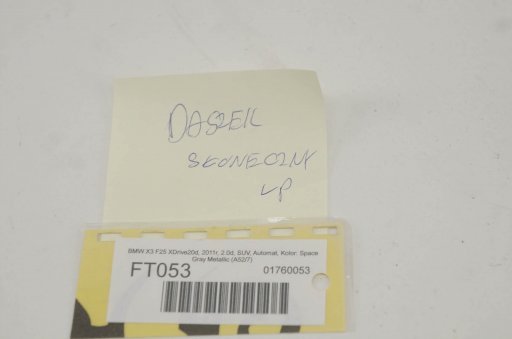 DASZEK
SŁONECZNY
LP
BMW X3 F25 XDrive20d, 2011r, 2.0d, SUV, Automat, Kolor: Space
Gray Metallic (A52/7)
FT053 01760053